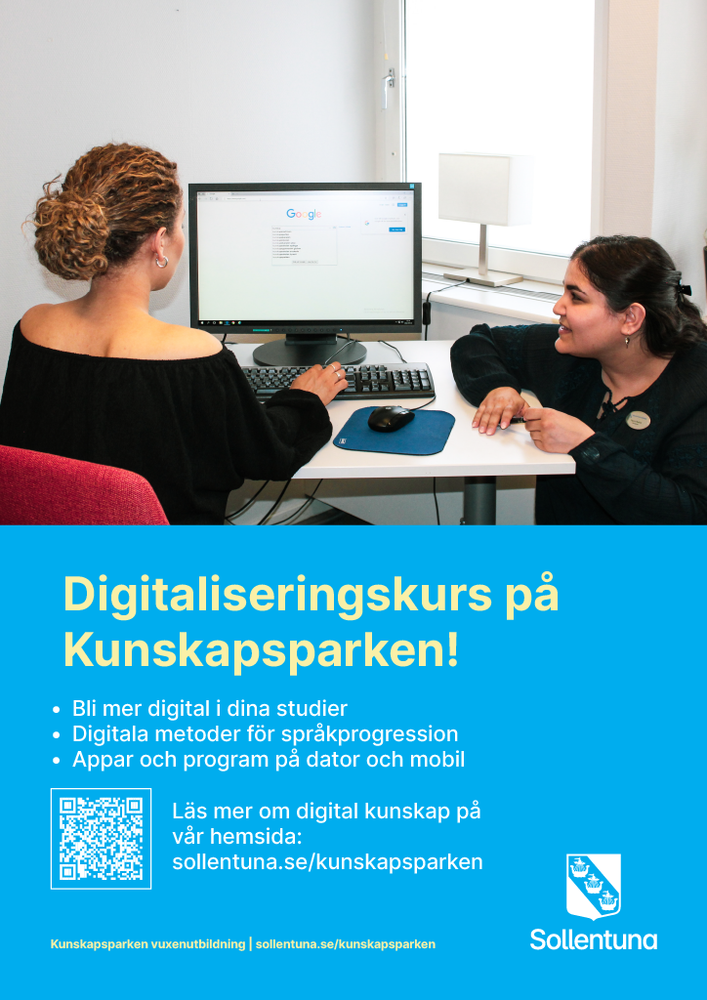 Google
Digitaliseringskurs på
Kunskapsparken!
• Bli mer digital i dina studier
• Digitala metoder för språkprogression
• Appar och program på dator och mobil
Läs mer om digital kunskap på
vår hemsida:
sollentuna.se/kunskapsparken
Sollentuna
Kunskapsparken vuxenutbildning | sollentuna.se/kunskapsparken